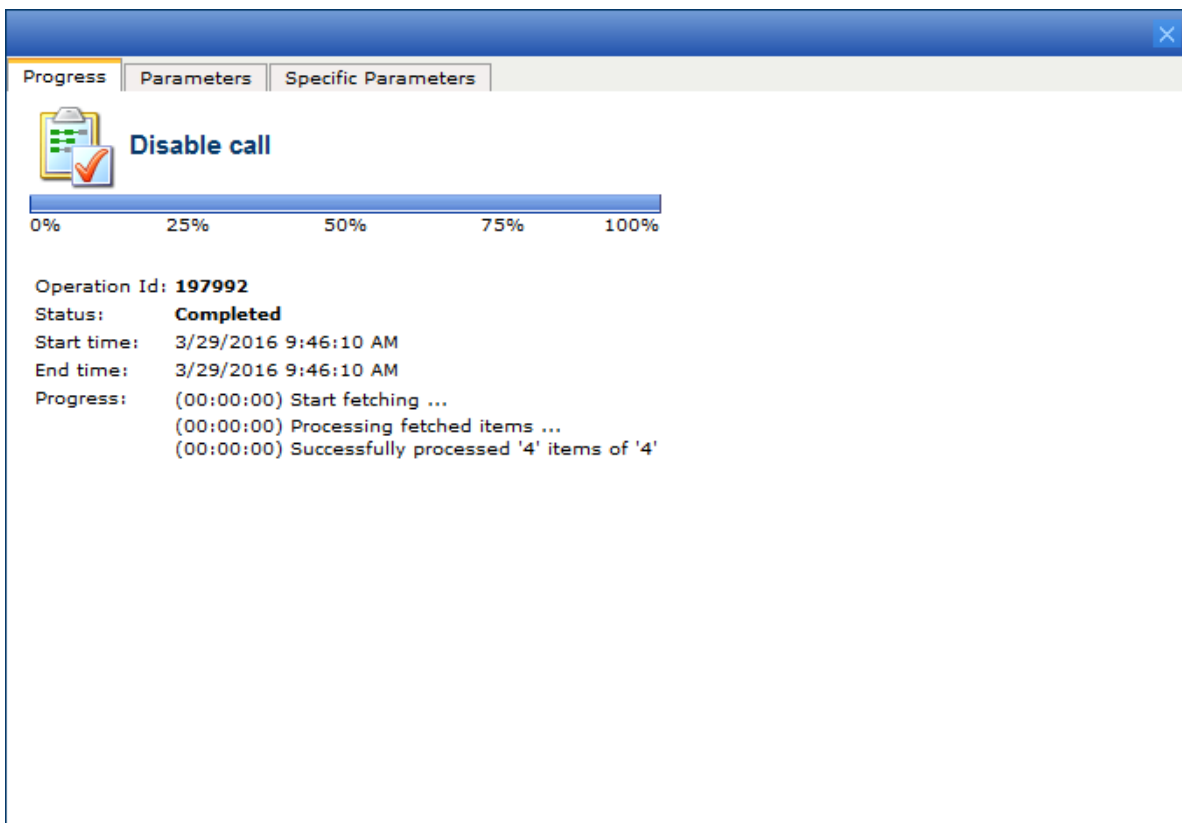 Progress Parameters Specific Parameters
Disable call
0% 25% 50% 75% 100%
Operation Id: 197992
Status: Completed
Start time: 3/29/2016 9:46:10 AM
End time: 3/29/2016 9:46:10 AM
Progress: (00:00:00) Start fetching ...
(00:00:00) Processing fetched items ...
(00:00:00) Successfully processed '4' items of '4'